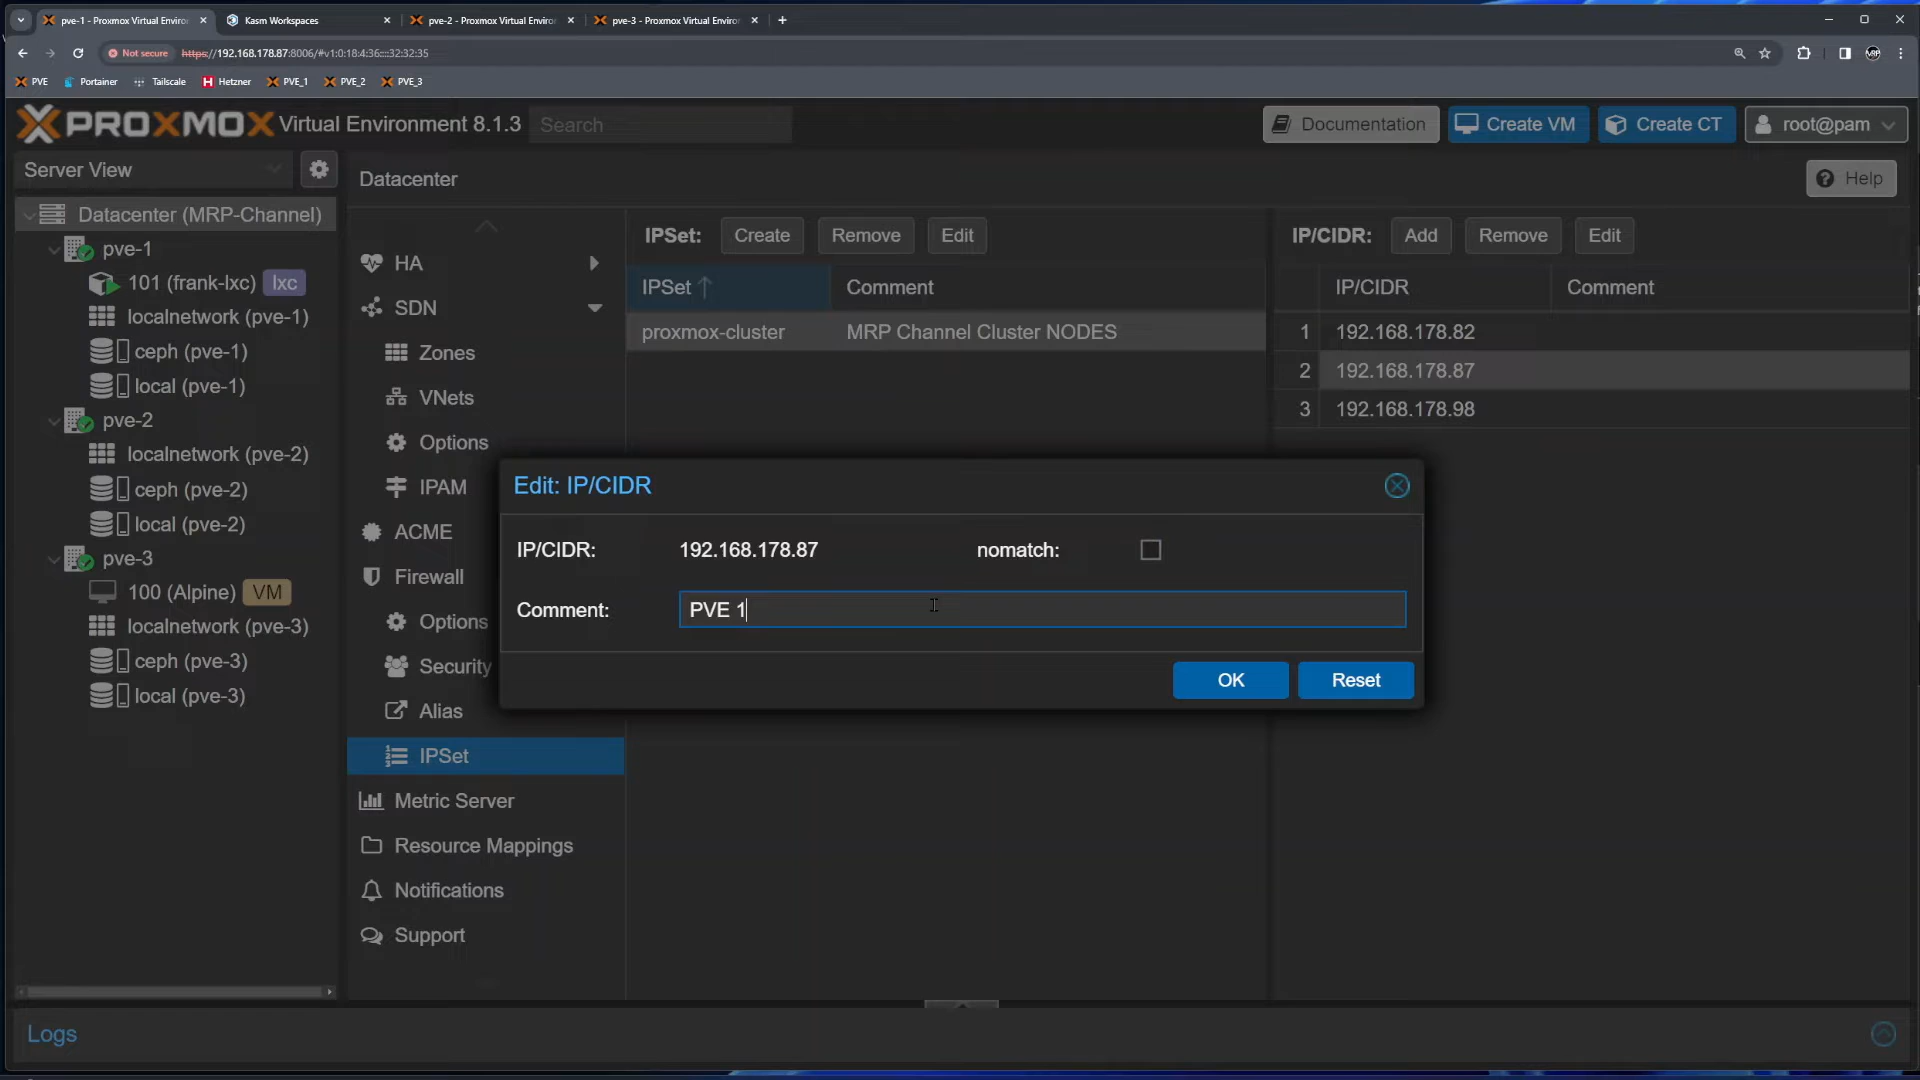 pve-1 - Proxmox Virtual Enviro
Kasm Workspaces
pve-2 - Proxmox Virtual Enviro
pve-3 - Proxmox Virtual Enviro
Not secure
https://192.168.178.87:8006/#v1:0:18:4:36::::32:32:35
PVE
Portainer
Tailscale
Hetzner
PVE_1
PVE_2
PVE_3
PROXMOX
Virtual Environment 8.1.3
Search
Documentation
Create VM
Create CT
root@pam
Server View
Datacenter
Help
Datacenter (MRP-Channel)
pve-1
101 (frank-lxc)
lxc
localnetwork (pve-1)
ceph (pve-1)
local (pve-1)
pve-2
localnetwork (pve-2)
ceph (pve-2)
local (pve-2)
pve-3
100 (Alpine)
VM
localnetwork (pve-3)
ceph (pve-3)
local (pve-3)
HA
SDN
Zones
VNets
Options
IPAM
ACME
Firewall
Options
Security
Alias
IPSet
Metric Server
Resource Mappings
Notifications
Support
IPSet:
Create
Remove
Edit
IPSet
Comment
proxmox-cluster
MRP Channel Cluster NODES
IP/CIDR:
Add
Remove
Edit
IP/CIDR
Comment
1
192.168.178.82
2
192.168.178.87
3
192.168.178.98
Edit: IP/CIDR
IP/CIDR:
192.168.178.87
nomatch:
Comment:
PVE 1
OK
Reset
Logs